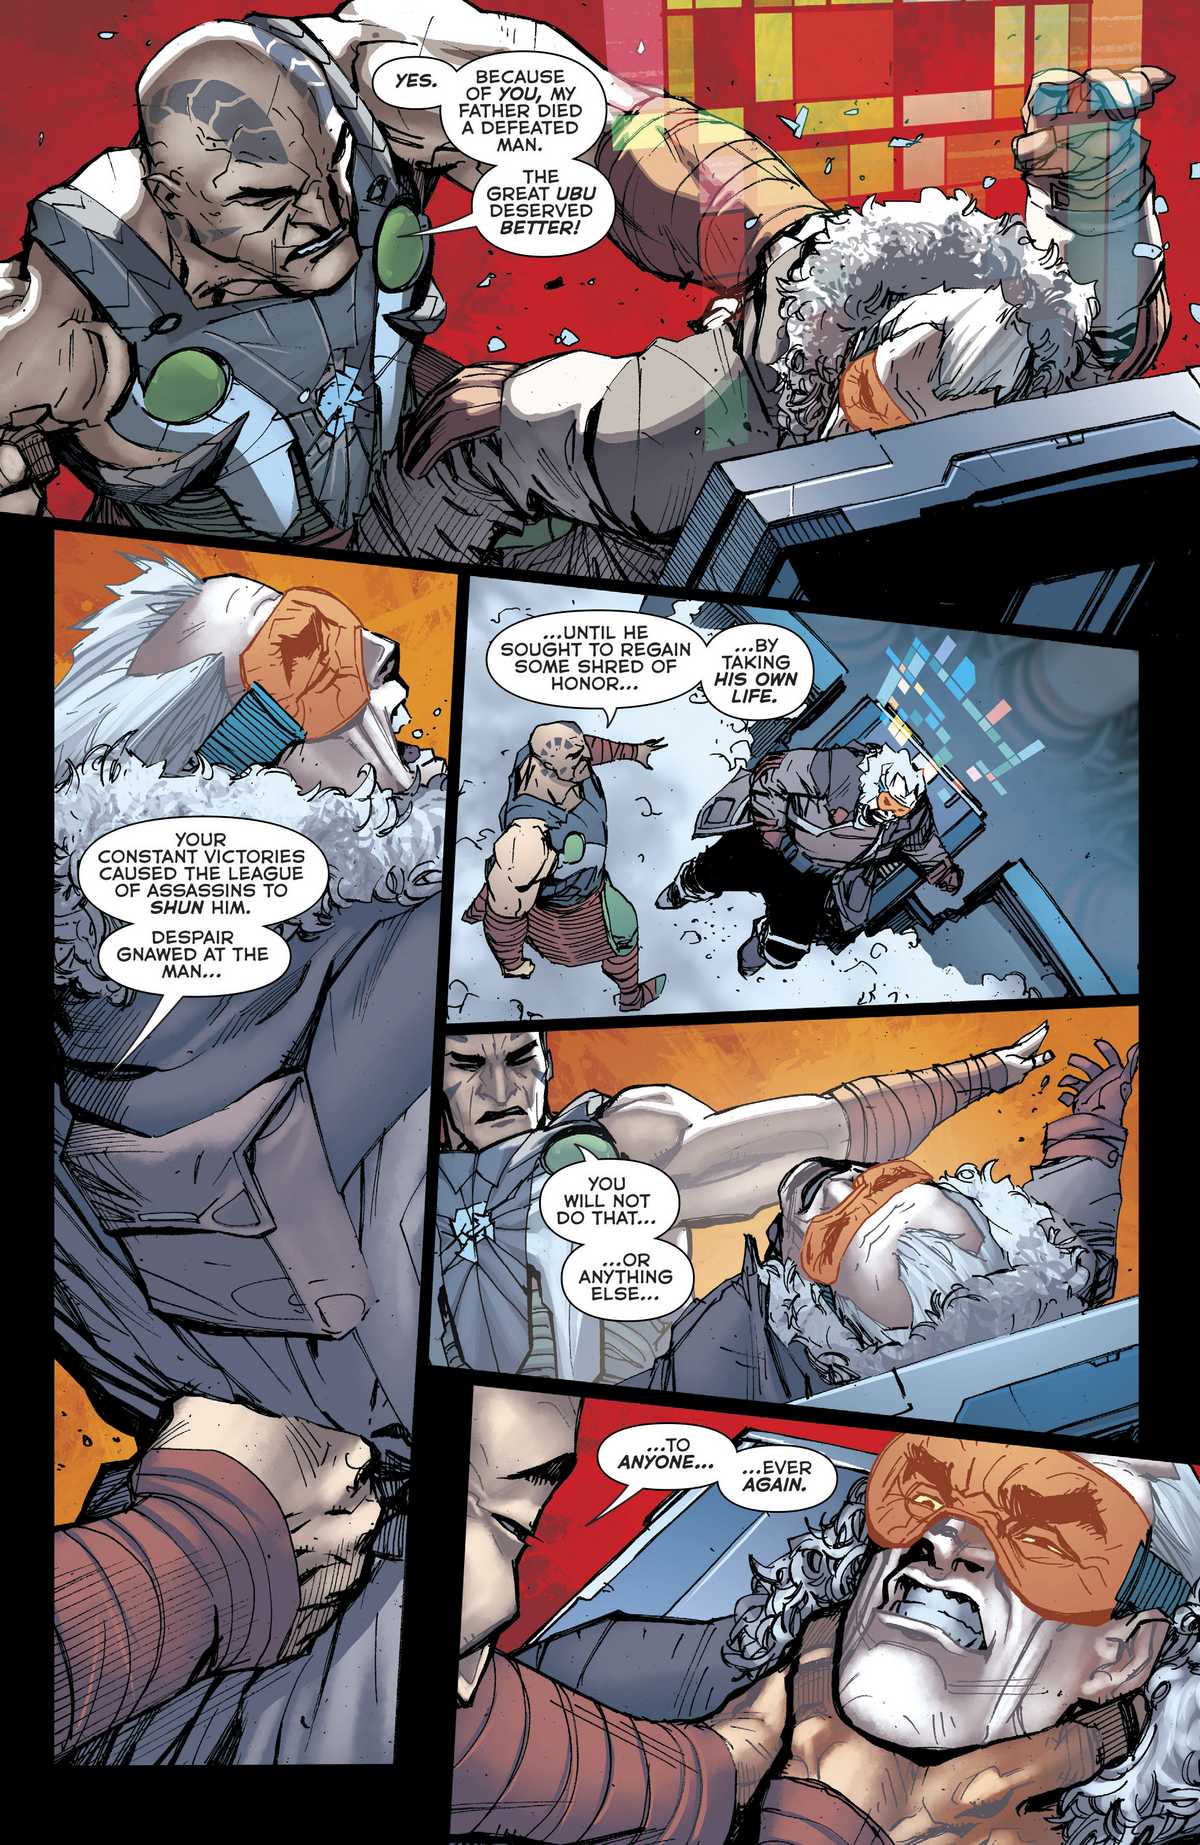 YES.
BECAUSE
OF YOU, MY
FATHER DIED
A DEFEATED
MAN.
THE
GREAT UBU
DESERVED
BETTER!
YOUR
CONSTANT VICTORIES
CAUSED THE LEAGUE
OF ASSASSINS TO
SHUN HIM.
DESPAIR
GNAWED AT THE
MAN...
...UNTIL HE
SOUGHT TO REGAIN
SOME SHRED OF
HONOR...
...BY
TAKING
HIS OWN
LIFE.
YOU
WILL NOT
DO THAT...
...OR
ANYTHING
ELSE...
...TO
ANYONE...
...EVER
AGAIN.